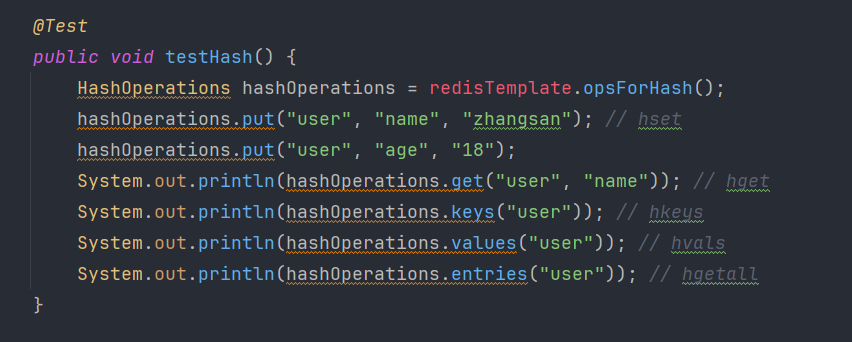 @Test
public void testHash() {
    HashOperations hashOperations = redisTemplate.opsForHash();
    hashOperations.put("user", "name", "zhangsan"); // hset
    hashOperations.put("user", "age", "18");
    System.out.println(hashOperations.get("user", "name")); // hget
    System.out.println(hashOperations.keys("user")); // hkeys
    System.out.println(hashOperations.values("user")); // hvals
    System.out.println(hashOperations.entries("user")); // hgetall
}